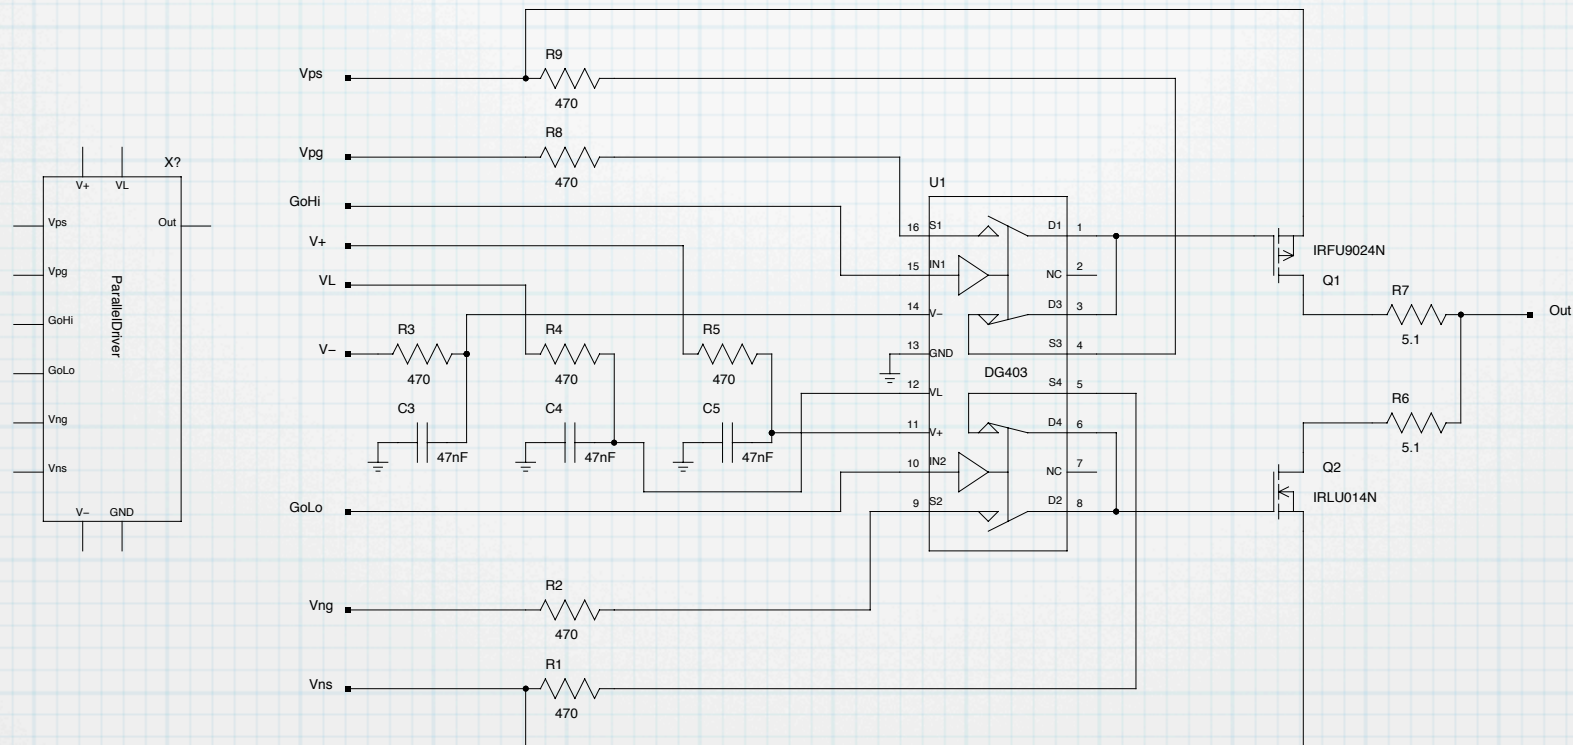 X?
V+
VL
Vps
Out
Vpg
ParallelDriver
GoHi
GoLo
Vng
Vns
V−
GND
Vps
R9
470
Vpg
R8
470
GoHi
V+
VL
V−
R3
470
R4
470
R5
470
C3
47nF
C4
47nF
C5
47nF
GoLo
Vng
R2
470
Vns
R1
470
U1
16
S1
D1
1
15
IN1
NC
2
14
V−
D3
3
13
GND
S3
4
DG403
12
VL
S4
5
11
V+
D4
6
10
IN2
NC
7
9
S2
D2
8
IRFU9024N
Q1
R7
5.1
Out
R6
5.1
Q2
IRLU014N